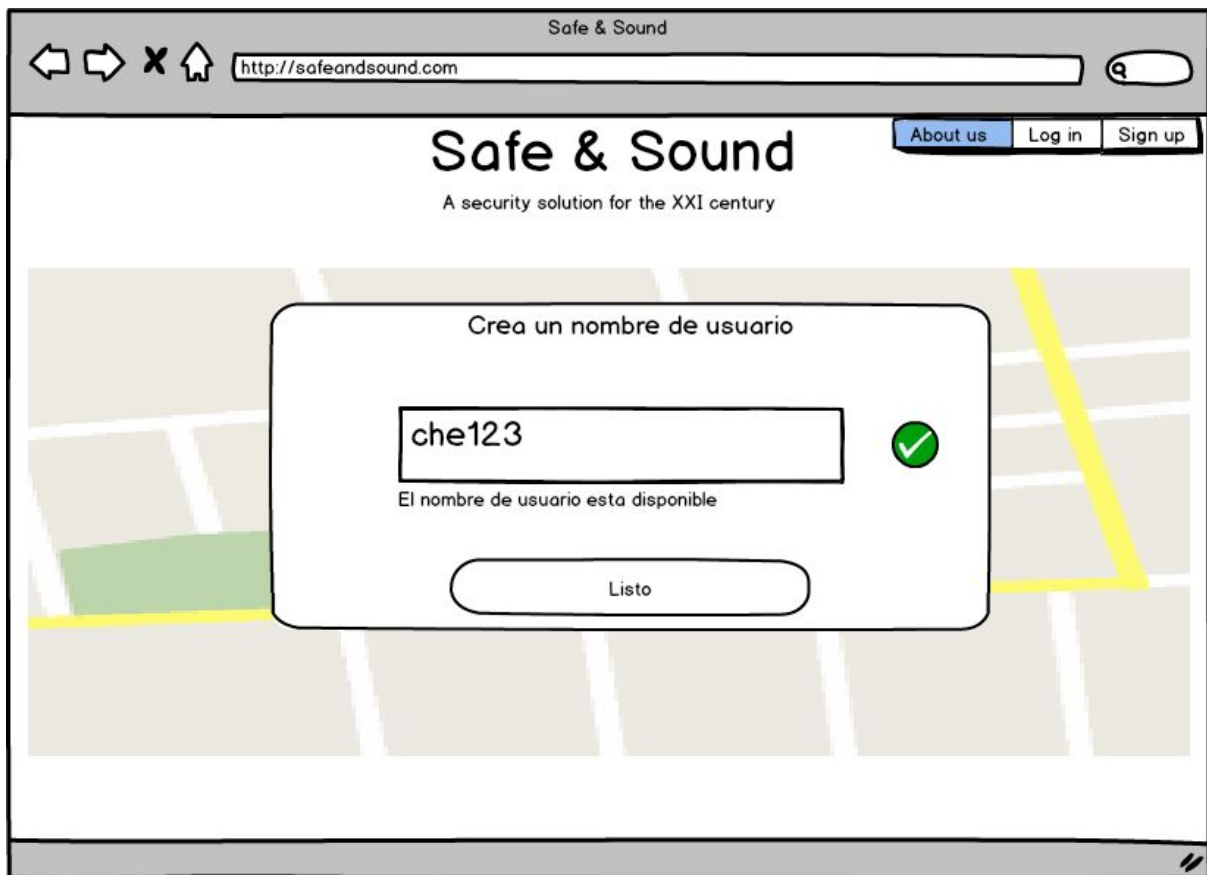 Safe & Sound
http://safeandsound.com
About us Log in Sign up
Safe & Sound
A security solution for the XXI century
Crea un nombre de usuario
che123
El nombre de usuario esta disponible
Listo